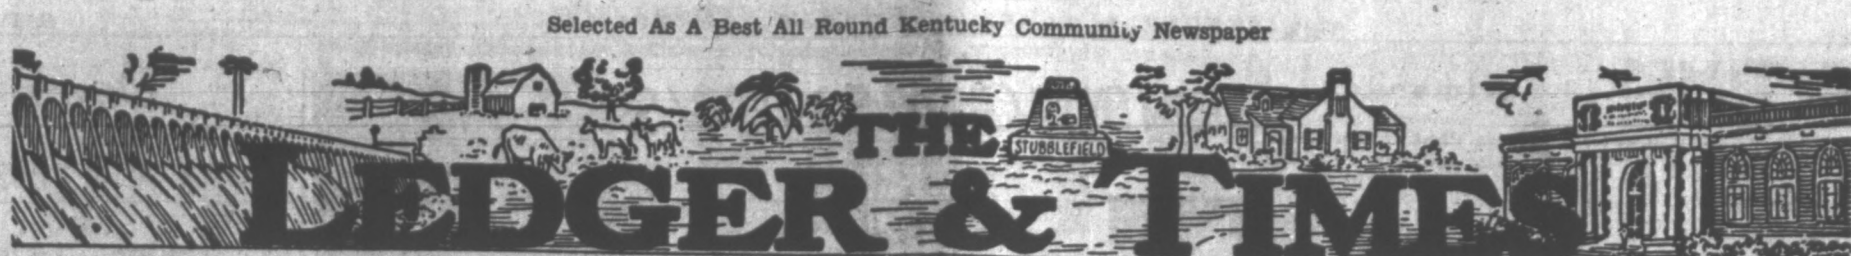 Selected As A Best All Round Kentucky Community Newspaper
THE
STUBBLEFIELD
LEDGER & TIMES